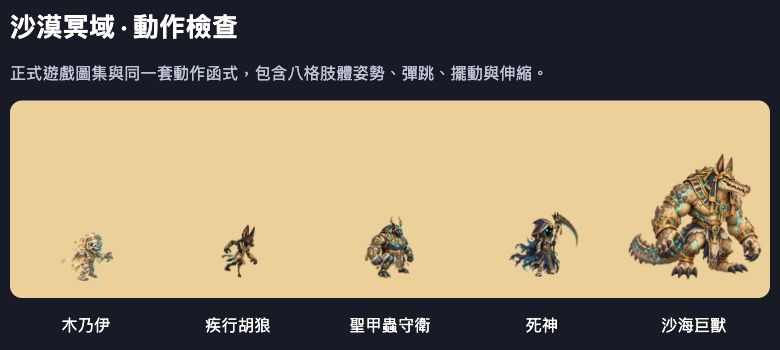 沙漠冥域 · 動作檢查
正式遊戲圖集與同一套動作函式，包含八格肢體姿勢、彈跳、擺動與伸縮。
木乃伊
疾行胡狼
聖甲蟲守衛
死神
沙海巨獸